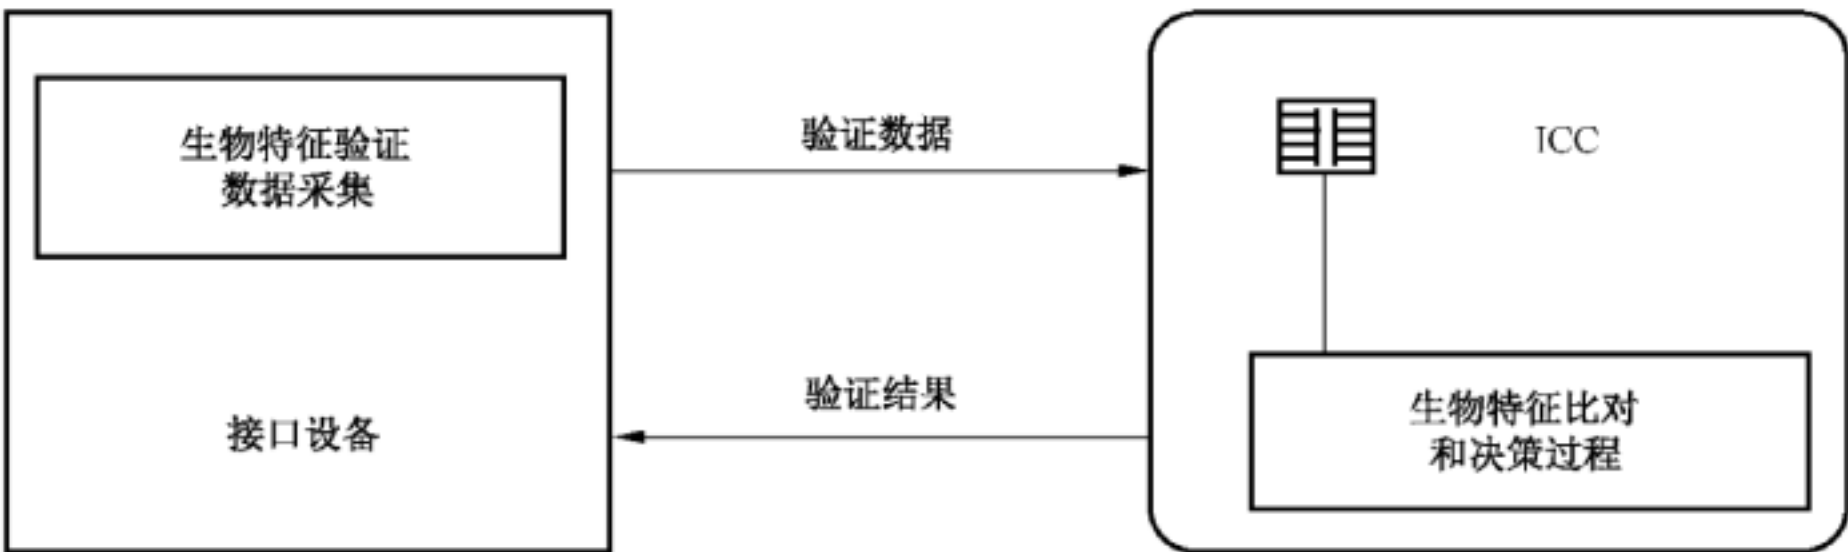 生物特征验证
数据采集
接口设备
验证数据
验证结果
ICC
生物特征比对
和决策过程